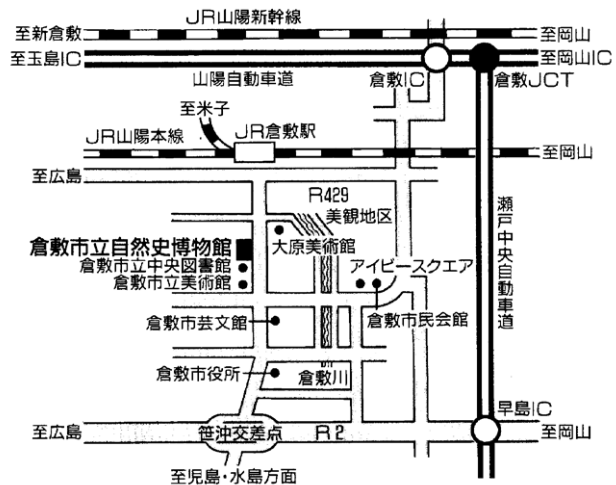 JR山陽新幹線
至新倉敷
至岡山
至玉島IC
至岡山IC
山陽自動車道
倉敷IC
倉敷JCT
至米子
JR山陽本線
JR倉敷駅
至岡山
至広島
R429
美観地区
大原美術館
瀬戸中央自動車道
倉敷市立自然史博物館
倉敷市立中央図書館
倉敷市立美術館
アイビースクエア
倉敷市芸文館
倉敷市民会館
倉敷市役所
倉敷川
早島IC
至広島
笹沖交差点
R2
至岡山
至児島・水島方面